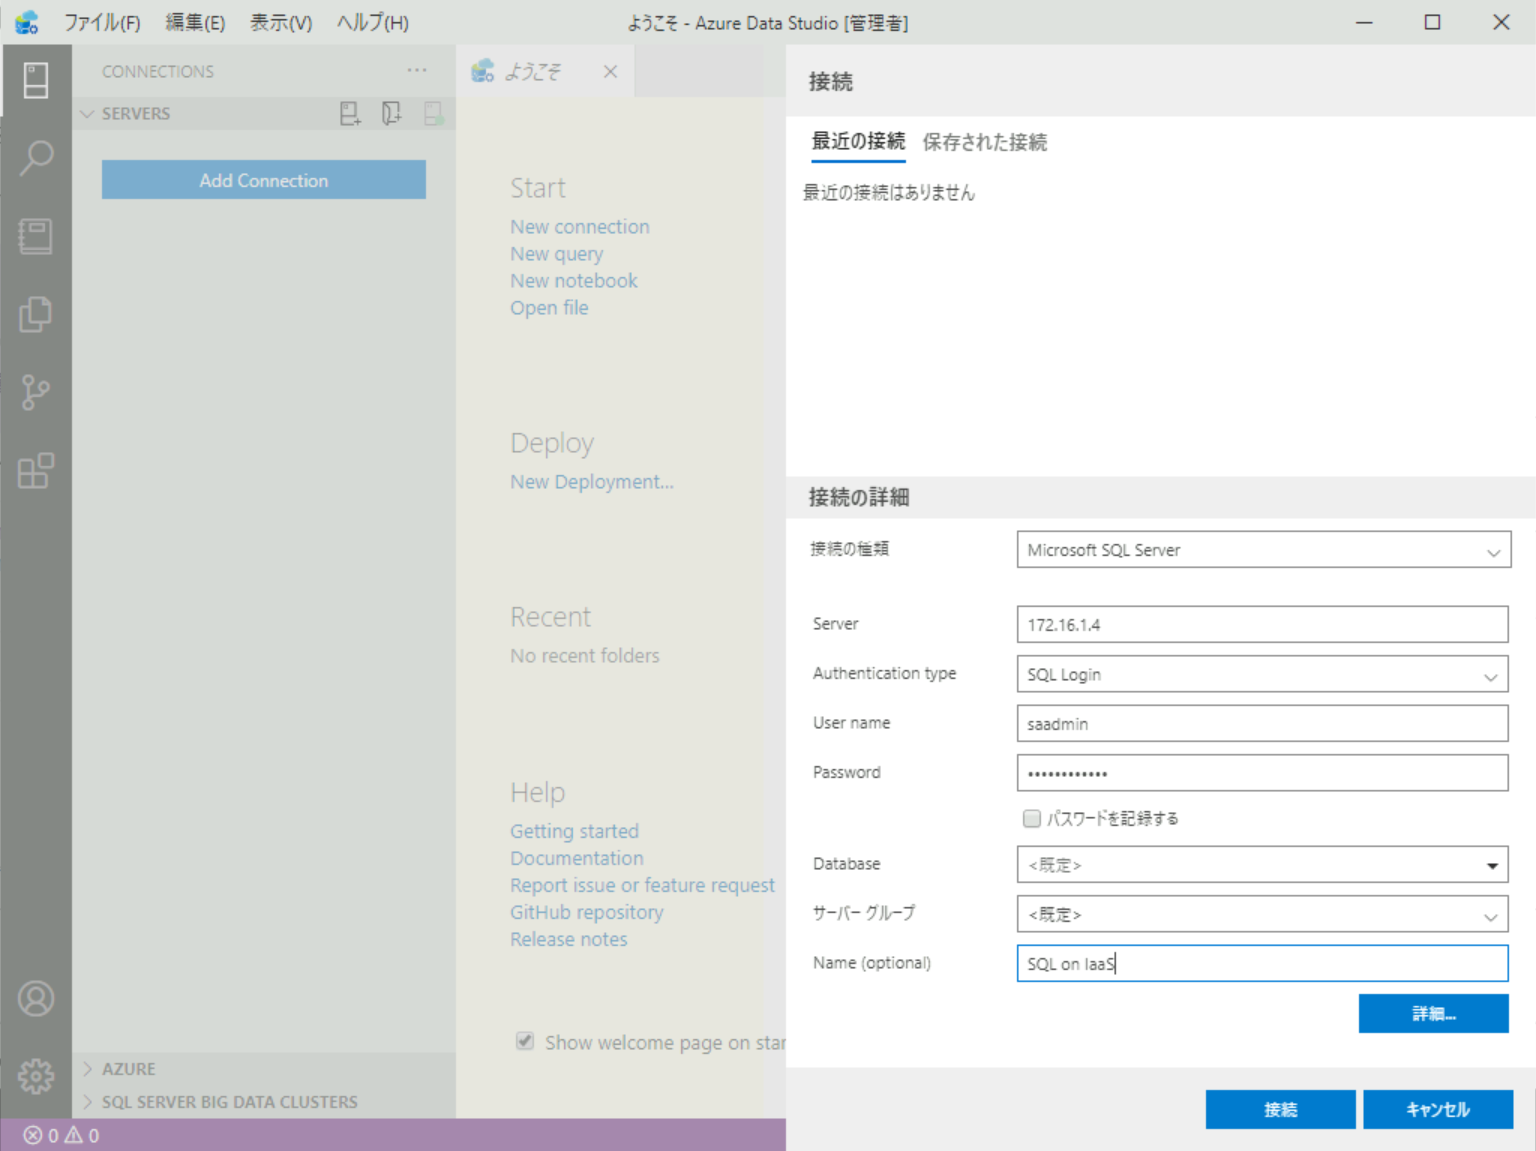 ファイル(F) 編集(E) 表示(V) ヘルプ(H) ようこそ - Azure Data Studio [管理者]
CONNECTIONS
SERVERS
Add Connection
AZURE
SQL SERVER BIG DATA CLUSTERS
0 0
ようこそ
Start
New connection
New query
New notebook
Open file
Deploy
New Deployment...
Recent
No recent folders
Help
Getting started
Documentation
Report issue or feature request
GitHub repository
Release notes
Show welcome page on star
接続
最近の接続 保存された接続
最近の接続はありません
接続の詳細
接続の種類 Microsoft SQL Server
Server 172.16.1.4
Authentication type SQL Login
User name saadmin
Password ••••••••••••
パスワードを記録する
Database <既定>
サーバー グループ <既定>
Name (optional) SQL on IaaS
詳細...
接続 キャンセル